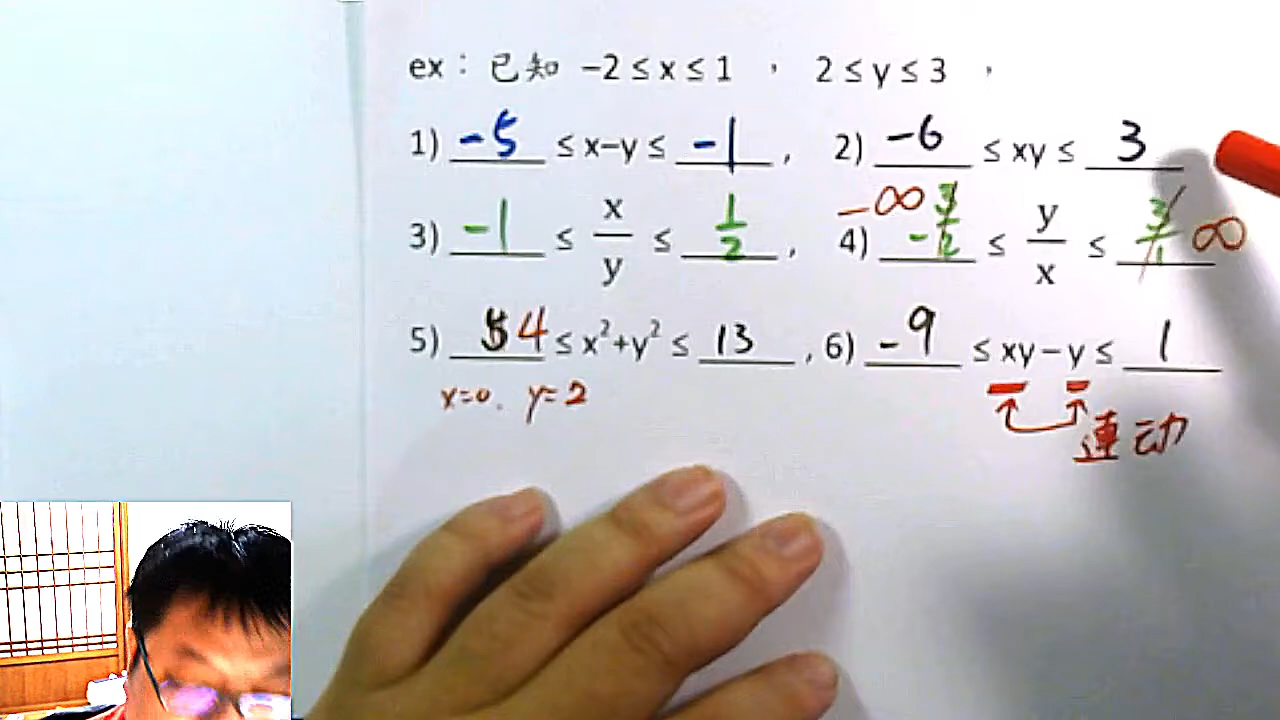 ex：已知 −2 ≤ x ≤ 1 ， 2 ≤ y ≤ 3 ，
1) -5 ≤ x−y ≤ -1 ， 2) -6 ≤ xy ≤ 3
3) -1 ≤ x/y ≤ 1/2 ， 4) -∞ ≤ y/x ≤ ∞
5) 4 ≤ x²+y² ≤ 13 ，6) -9 ≤ xy−y ≤ 1
x=0. y=2
連动